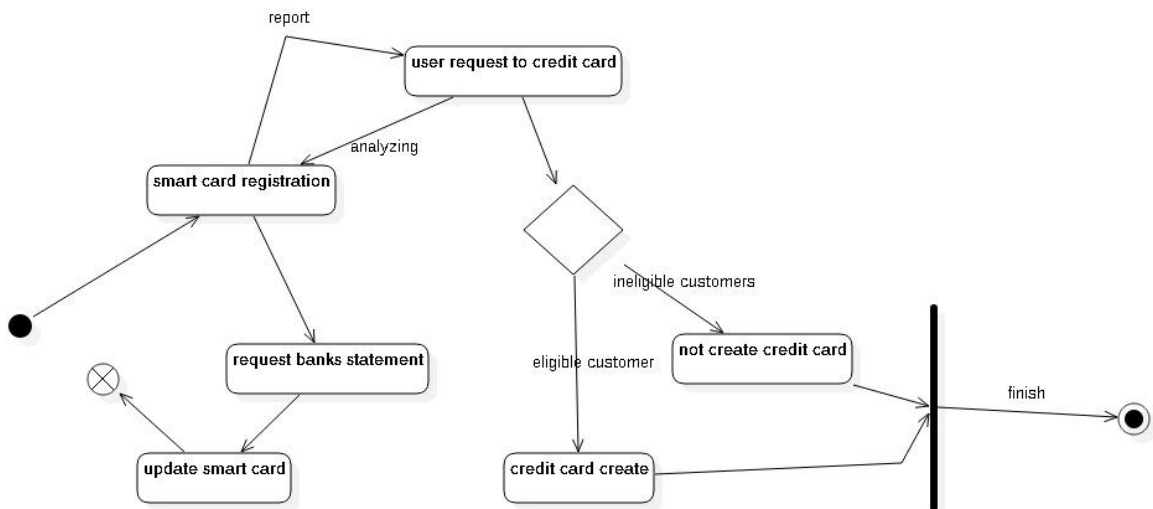 report
user request to credit card
analyzing
smart card registration
ineligible customers
request banks statement
not create credit card
eligible customer
finish
update smart card
credit card create